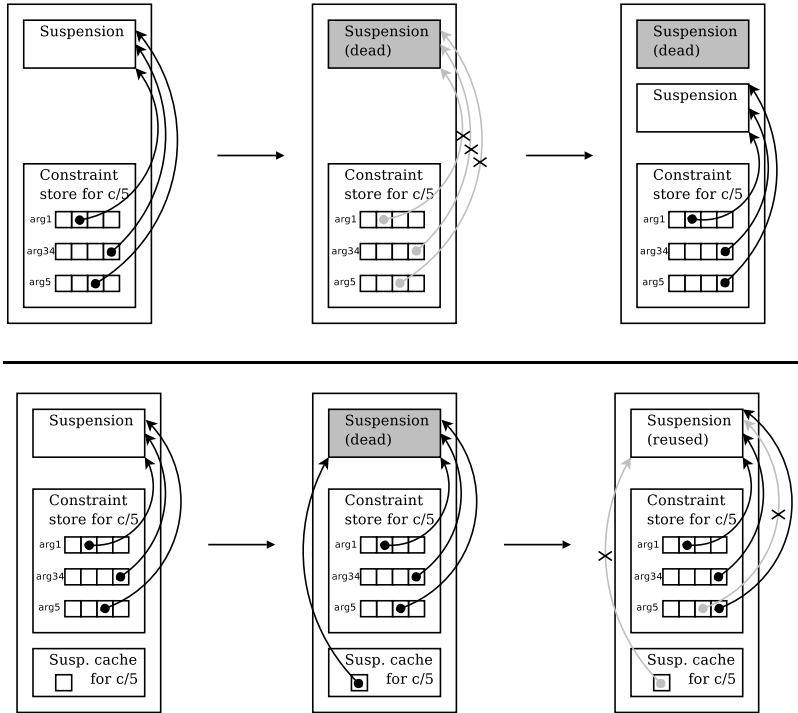 Suspension
Constraint
store for c/5
arg1
arg34
arg5
Suspension
(dead)
Constraint
store for c/5
arg1
arg34
arg5
Suspension
(dead)
Suspension
Constraint
store for c/5
arg1
arg34
arg5
Suspension
Constraint
store for c/5
arg1
arg34
arg5
Susp. cache
for c/5
Suspension
(dead)
Constraint
store for c/5
arg1
arg34
arg5
Susp. cache
for c/5
Suspension
(reused)
Constraint
store for c/5
arg1
arg34
arg5
Susp. cache
for c/5